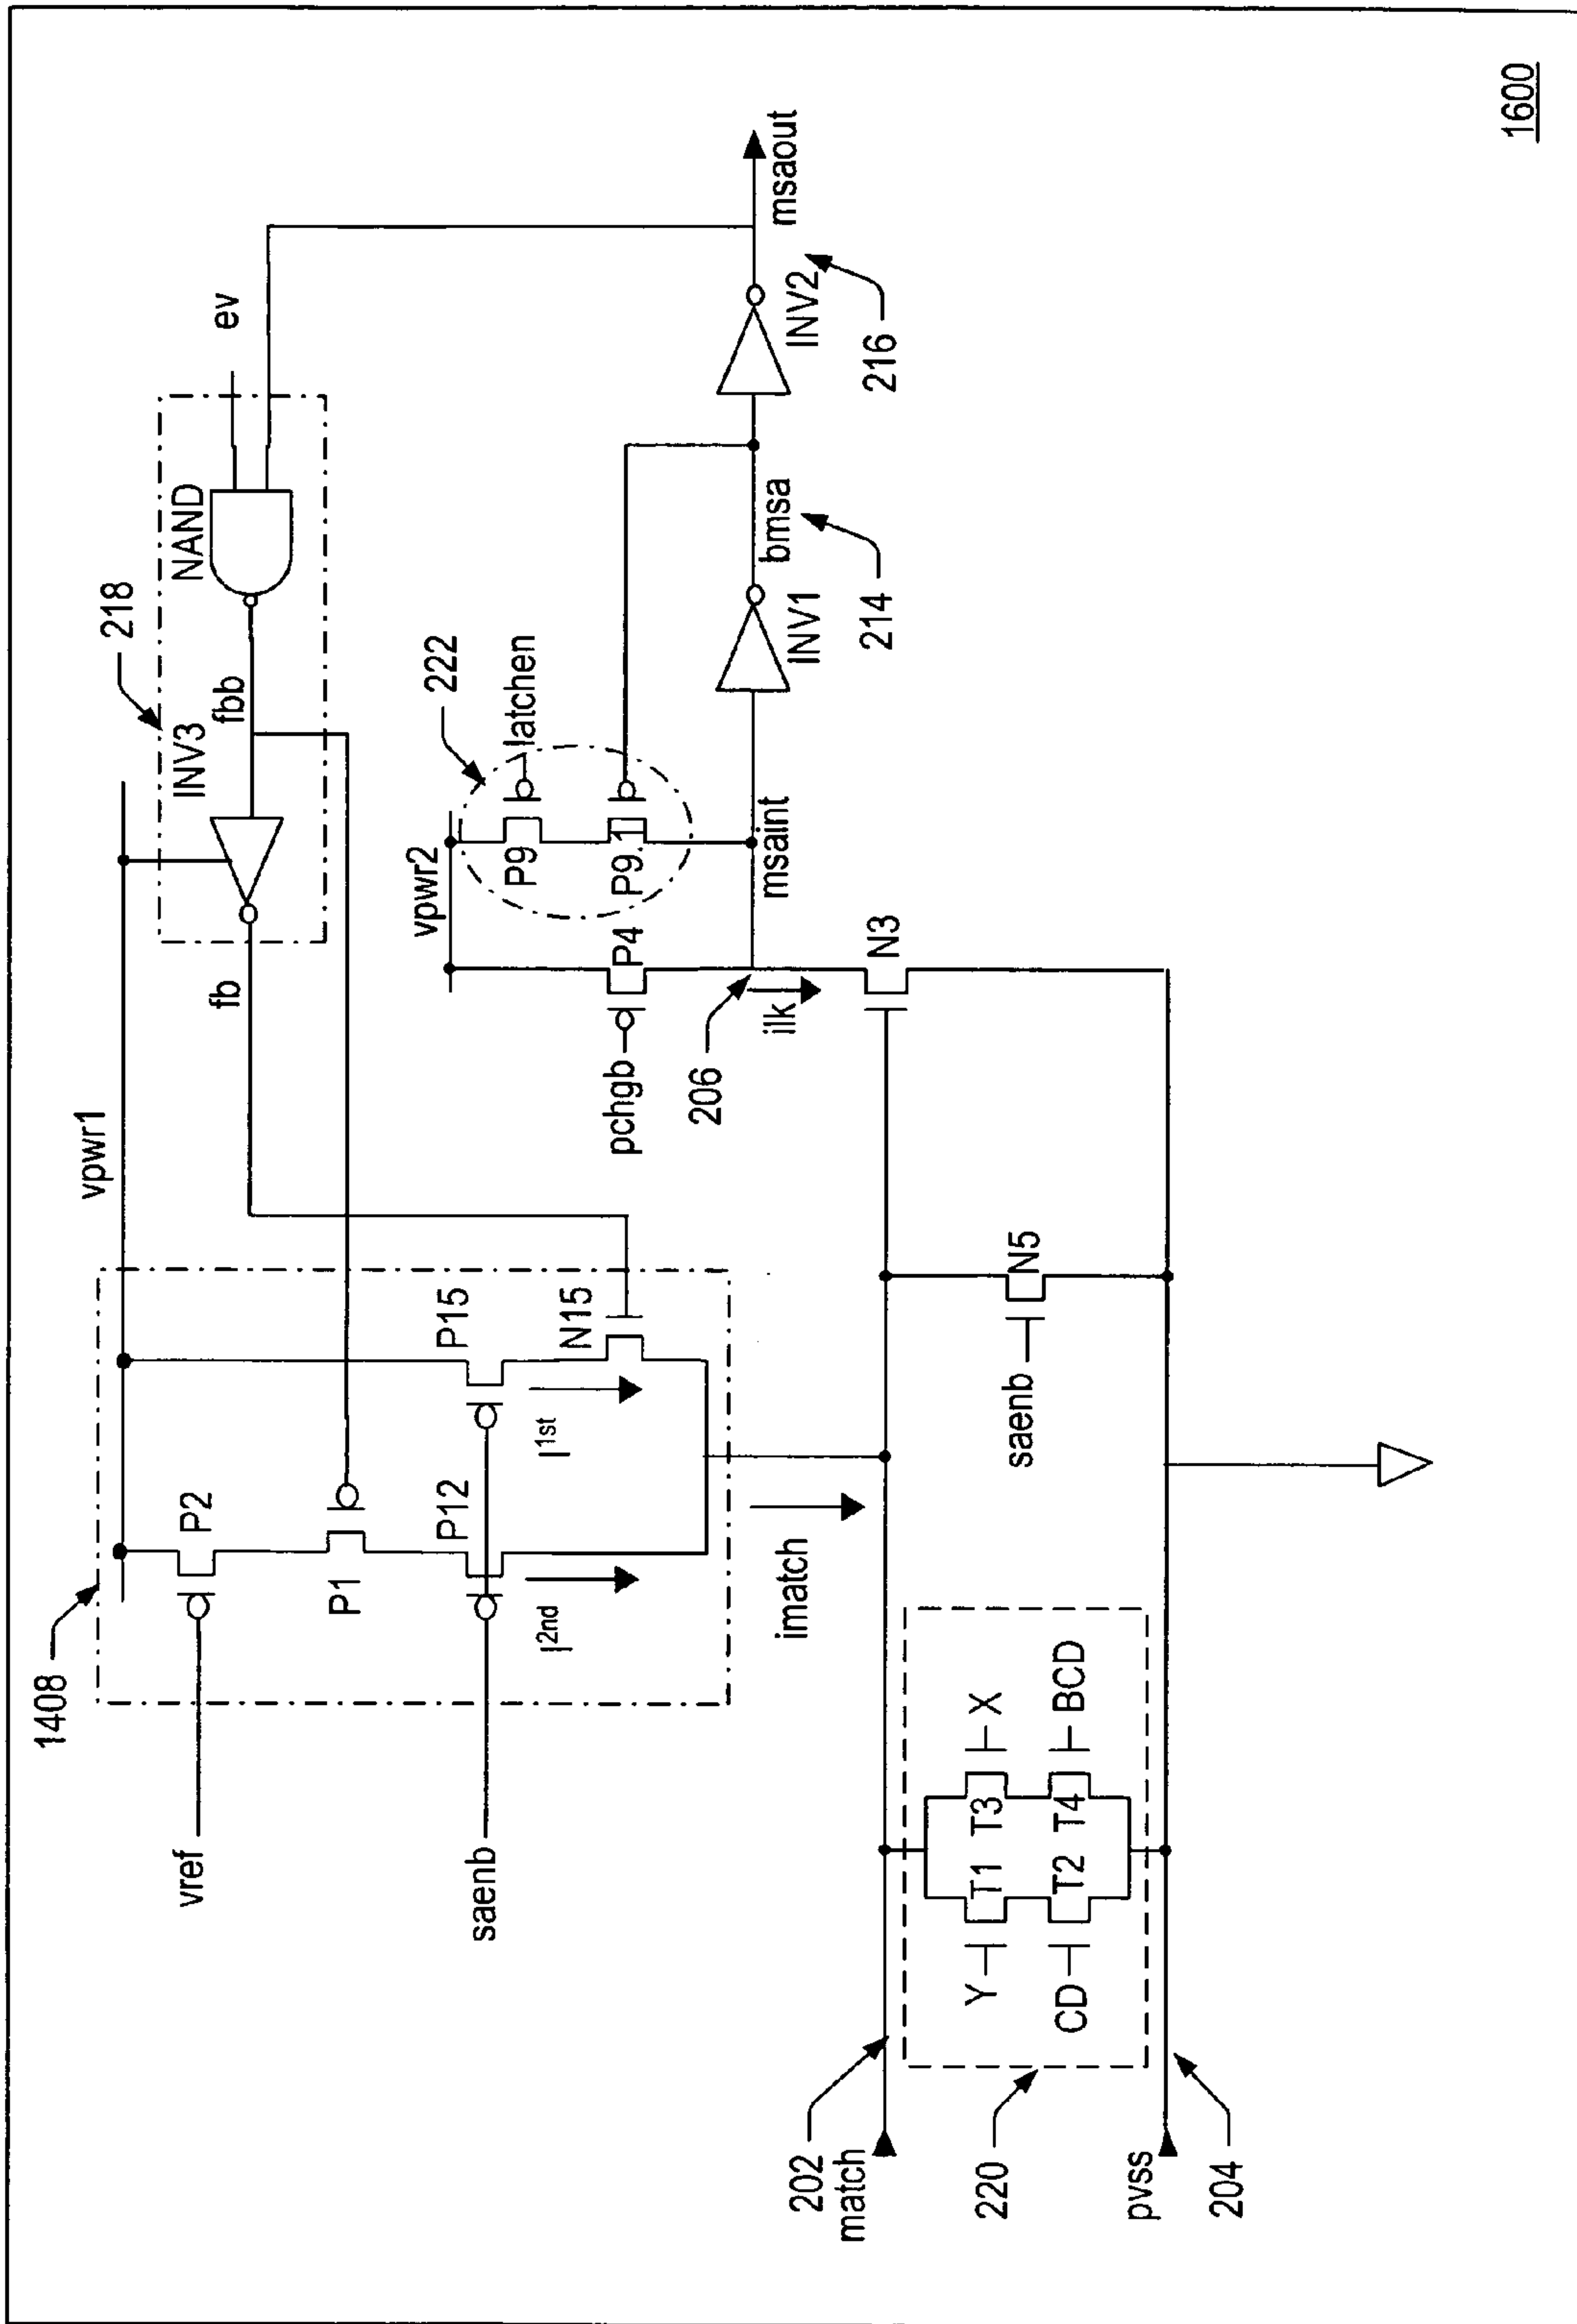 1600
1408
vpwr1
vref
P2
P1
P12
P15
N15
I2nd
I1st
saenb
imatch
fb
INV3
218
fbb
NAND
ev
vpwr2
222
P9
latchen
P9.1
pchgb
P4
206
ilk
msaint
INV1
bmsa
214
INV2
216
msaout
N3
N5
saenb
202
match
220
Y
T1
T3
X
CD
T2
T4
BCD
pvss
204